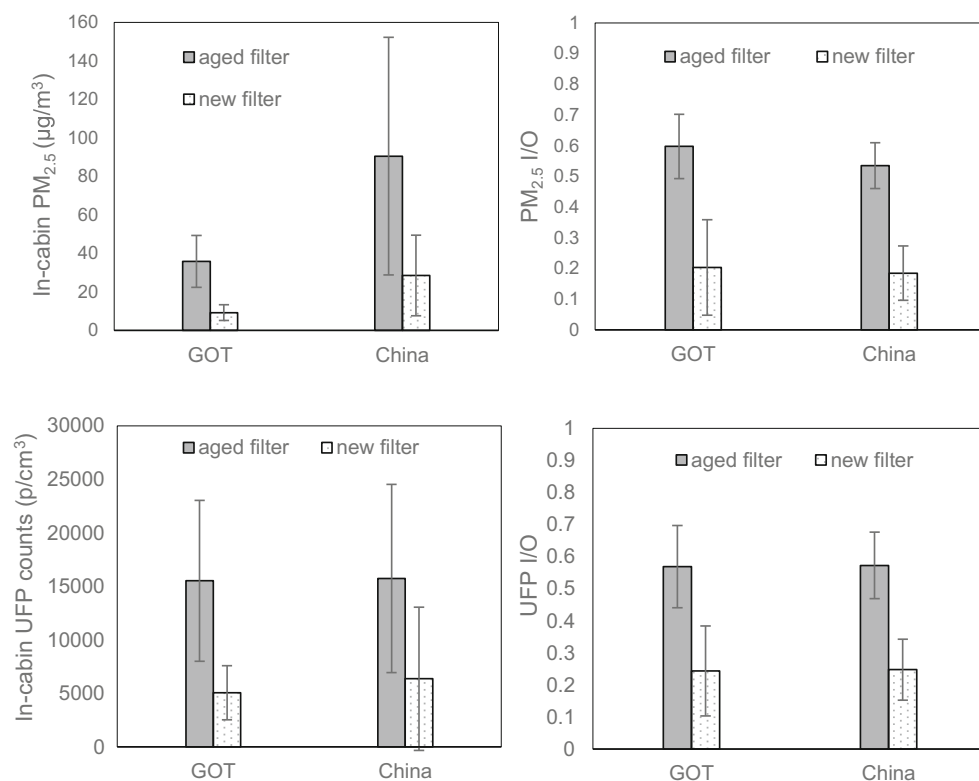 In-cabin PM2.5 (µg/m³)
160
140
120
100
80
60
40
20
0
aged filter
new filter
GOT China
PM2.5 I/O
1
0.9
0.8
0.7
0.6
0.5
0.4
0.3
0.2
0.1
0
aged filter new filter
GOT China
In-cabin UFP counts (p/cm³)
30000
25000
20000
15000
10000
5000
0
aged filter new filter
GOT China
UFP I/O
1
0.9
0.8
0.7
0.6
0.5
0.4
0.3
0.2
0.1
0
aged filter new filter
GOT China